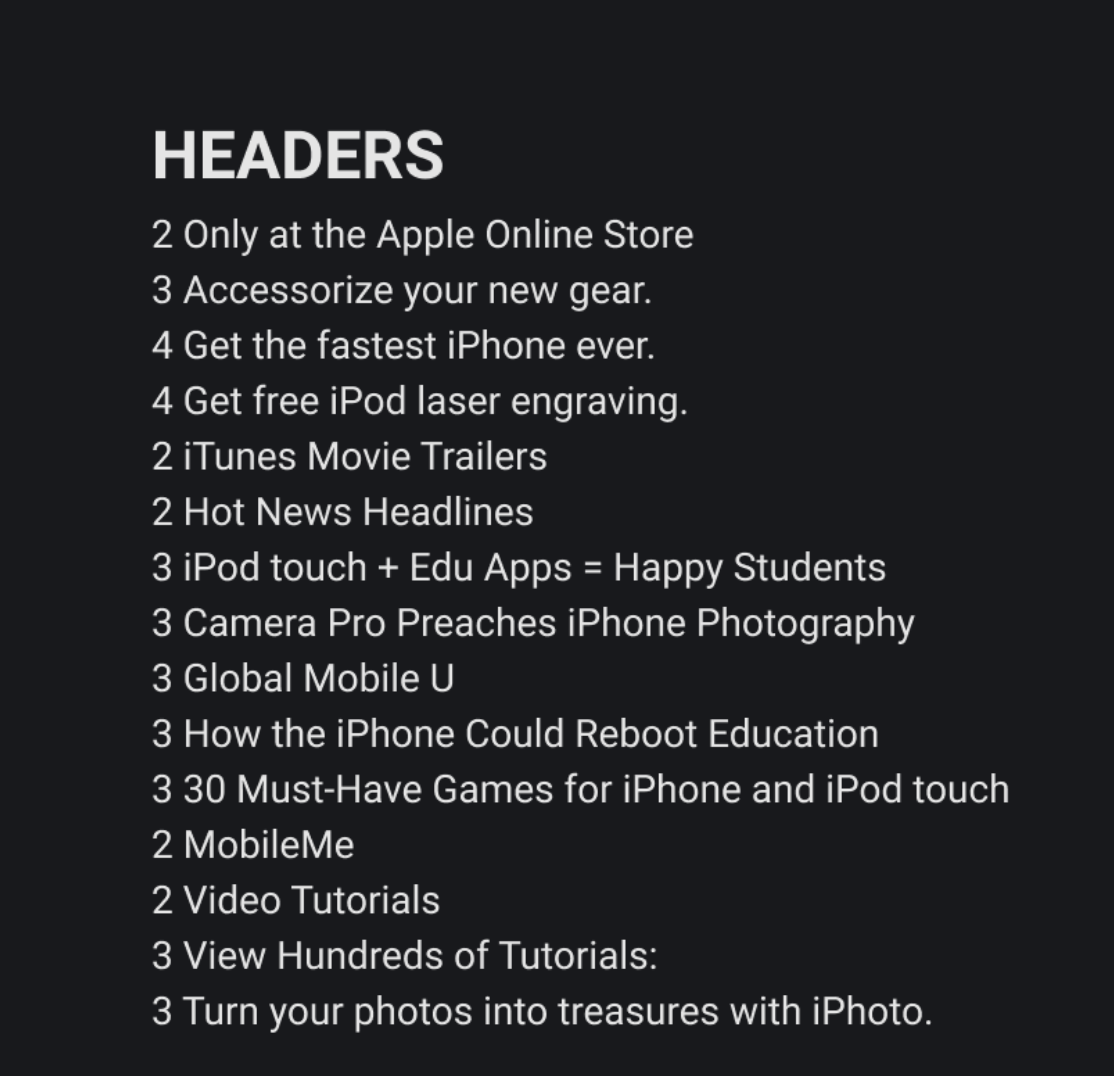 HEADERS
2 Only at the Apple Online Store
3 Accessorize your new gear.
4 Get the fastest iPhone ever.
4 Get free iPod laser engraving.
2 iTunes Movie Trailers
2 Hot News Headlines
3 iPod touch + Edu Apps = Happy Students
3 Camera Pro Preaches iPhone Photography
3 Global Mobile U
3 How the iPhone Could Reboot Education
3 30 Must-Have Games for iPhone and iPod touch
2 MobileMe
2 Video Tutorials
3 View Hundreds of Tutorials:
3 Turn your photos into treasures with iPhoto.